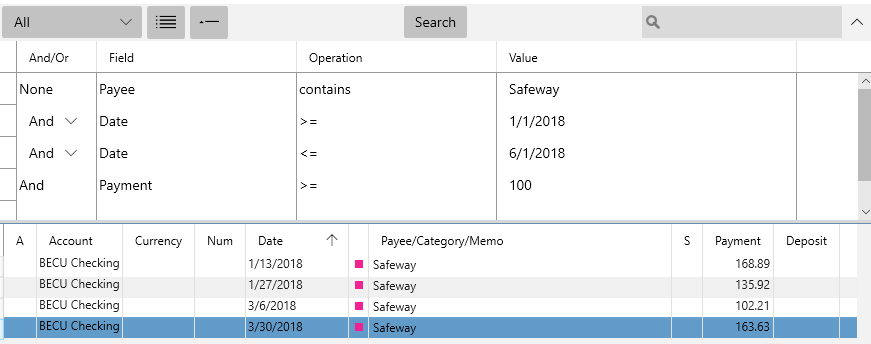 All Search
And/Or Field Operation Value
None Payee contains Safeway
And Date >= 1/1/2018
And Date <= 6/1/2018
And Payment >= 100
A Account Currency Num Date Payee/Category/Memo S Payment Deposit
BECU Checking 1/13/2018 Safeway 168.89
BECU Checking 1/27/2018 Safeway 135.92
BECU Checking 3/6/2018 Safeway 102.21
BECU Checking 3/30/2018 Safeway 163.63